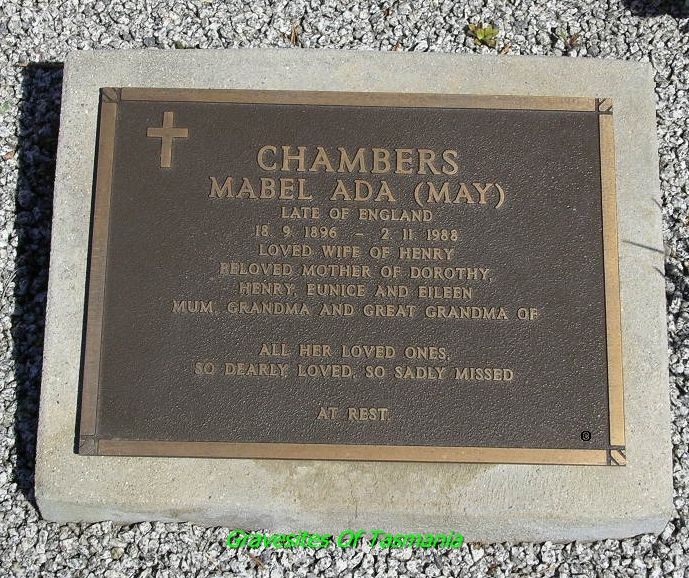 CHAMBERS
MABEL ADA (MAY)
LATE OF ENGLAND
18 9 1896 - 2 11 1988
LOVED WIFE OF HENRY
BELOVED MOTHER OF DOROTHY,
HENRY, EUNICE AND EILEEN
MUM, GRANDMA AND GREAT GRANDMA OF
ALL HER LOVED ONES,
SO DEARLY LOVED, SO SADLY MISSED
AT REST.
Gravesites Of Tasmania